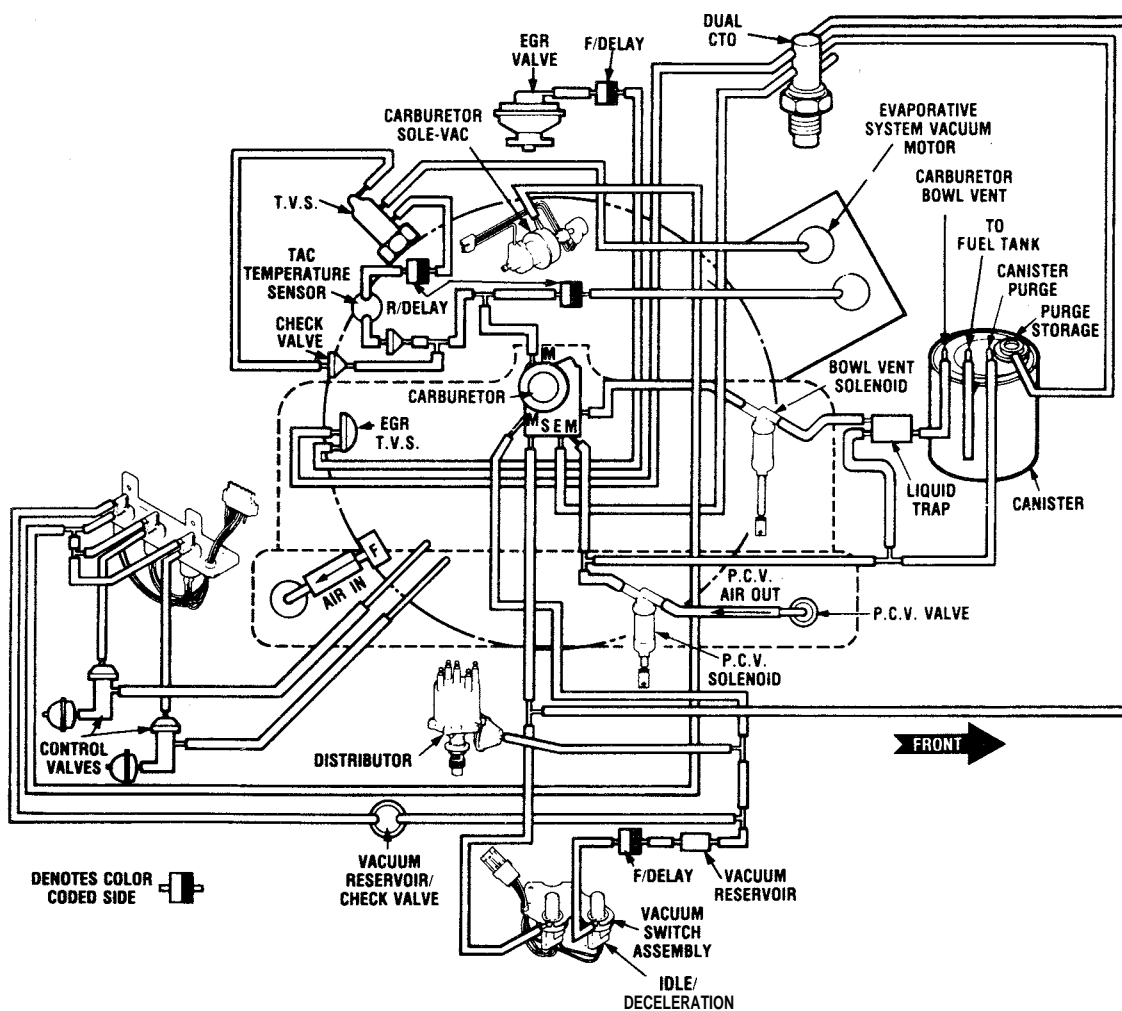 DUAL
CTO
EGR
VALVE
F/DELAY
CARBURETOR
SOLE-VAC
EVAPORATIVE
SYSTEM VACUUM
MOTOR
CARBURETOR
BOWL VENT
T.V.S.
TO
FUEL TANK
TAC
TEMPERATURE
SENSOR
CANISTER
PURGE
R/DELAY
PURGE
STORAGE
CHECK
VALVE
M
BOWL VENT
SOLENOID
CARBURETOR
M
S E M
EGR
T.V.S.
LIQUID
TRAP
CANISTER
F
AIR IN
P.C.V.
AIR OUT
P.C.V. VALVE
P.C.V.
SOLENOID
CONTROL
VALVES
DISTRIBUTOR
FRONT
VACUUM
RESERVOIR/
CHECK VALVE
F/DELAY
VACUUM
RESERVOIR
DENOTES COLOR
CODED SIDE
VACUUM
SWITCH
ASSEMBLY
IDLE/
DECELERATION